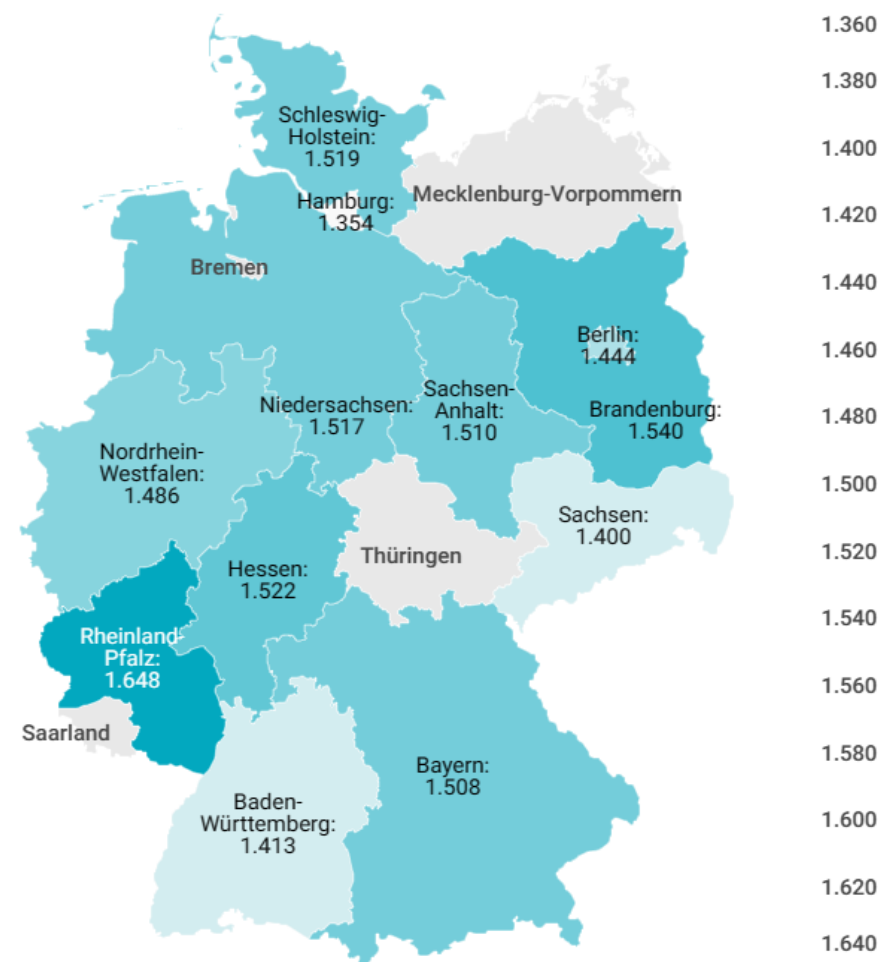 1.360
1.380
1.400
1.420
1.440
1.460
1.480
1.500
1.520
1.540
1.560
1.580
1.600
1.620
1.640
Schleswig-
Holstein:
1.519
Hamburg:
1.354
Mecklenburg-Vorpommern
Bremen
Berlin:
1.444
Niedersachsen:
1.517
Sachsen-
Anhalt:
1.510
Brandenburg:
1.540
Nordrhein-
Westfalen:
1.486
Sachsen:
1.400
Thüringen
Hessen:
1.522
Rheinland-
Pfalz:
1.648
Saarland
Bayern:
1.508
Baden-
Württemberg:
1.413